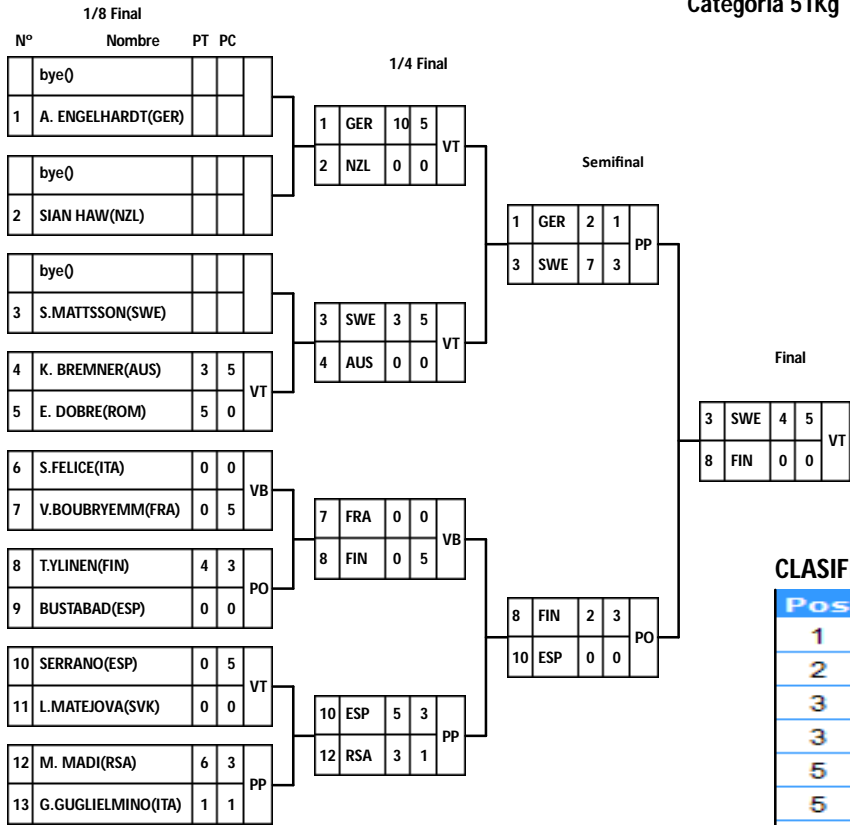 Categoría 51Kg
1/8 Final
Nº Nombre PT PC
bye()
1 A. ENGELHARDT(GER)
bye()
2 SIAN HAW(NZL)
bye()
3 S.MATTSSON(SWE)
4 K. BREMNER(AUS) 3 5
VT
5 E. DOBRE(ROM) 5 0
6 S.FELICE(ITA) 0 0
VB
7 V.BOUBRYEMM(FRA) 0 5
8 T.YLINEN(FIN) 4 3
PO
9 BUSTABAD(ESP) 0 0
10 SERRANO(ESP) 0 5
VT
11 L.MATEJOVA(SVK) 0 0
12 M. MADI(RSA) 6 3
PP
13 G.GUGLIELMINO(ITA) 1 1
1/4 Final
1 GER 10 5
VT
2 NZL 0 0
3 SWE 3 5
VT
4 AUS 0 0
7 FRA 0 0
VB
8 FIN 0 5
10 ESP 5 3
PP
12 RSA 3 1
Semifinal
1 GER 2 1
PP
3 SWE 7 3
8 FIN 2 3
PO
10 ESP 0 0
Final
3 SWE 4 5
VT
8 FIN 0 0
CLASIF
Pos
1
2
3
3
5
5